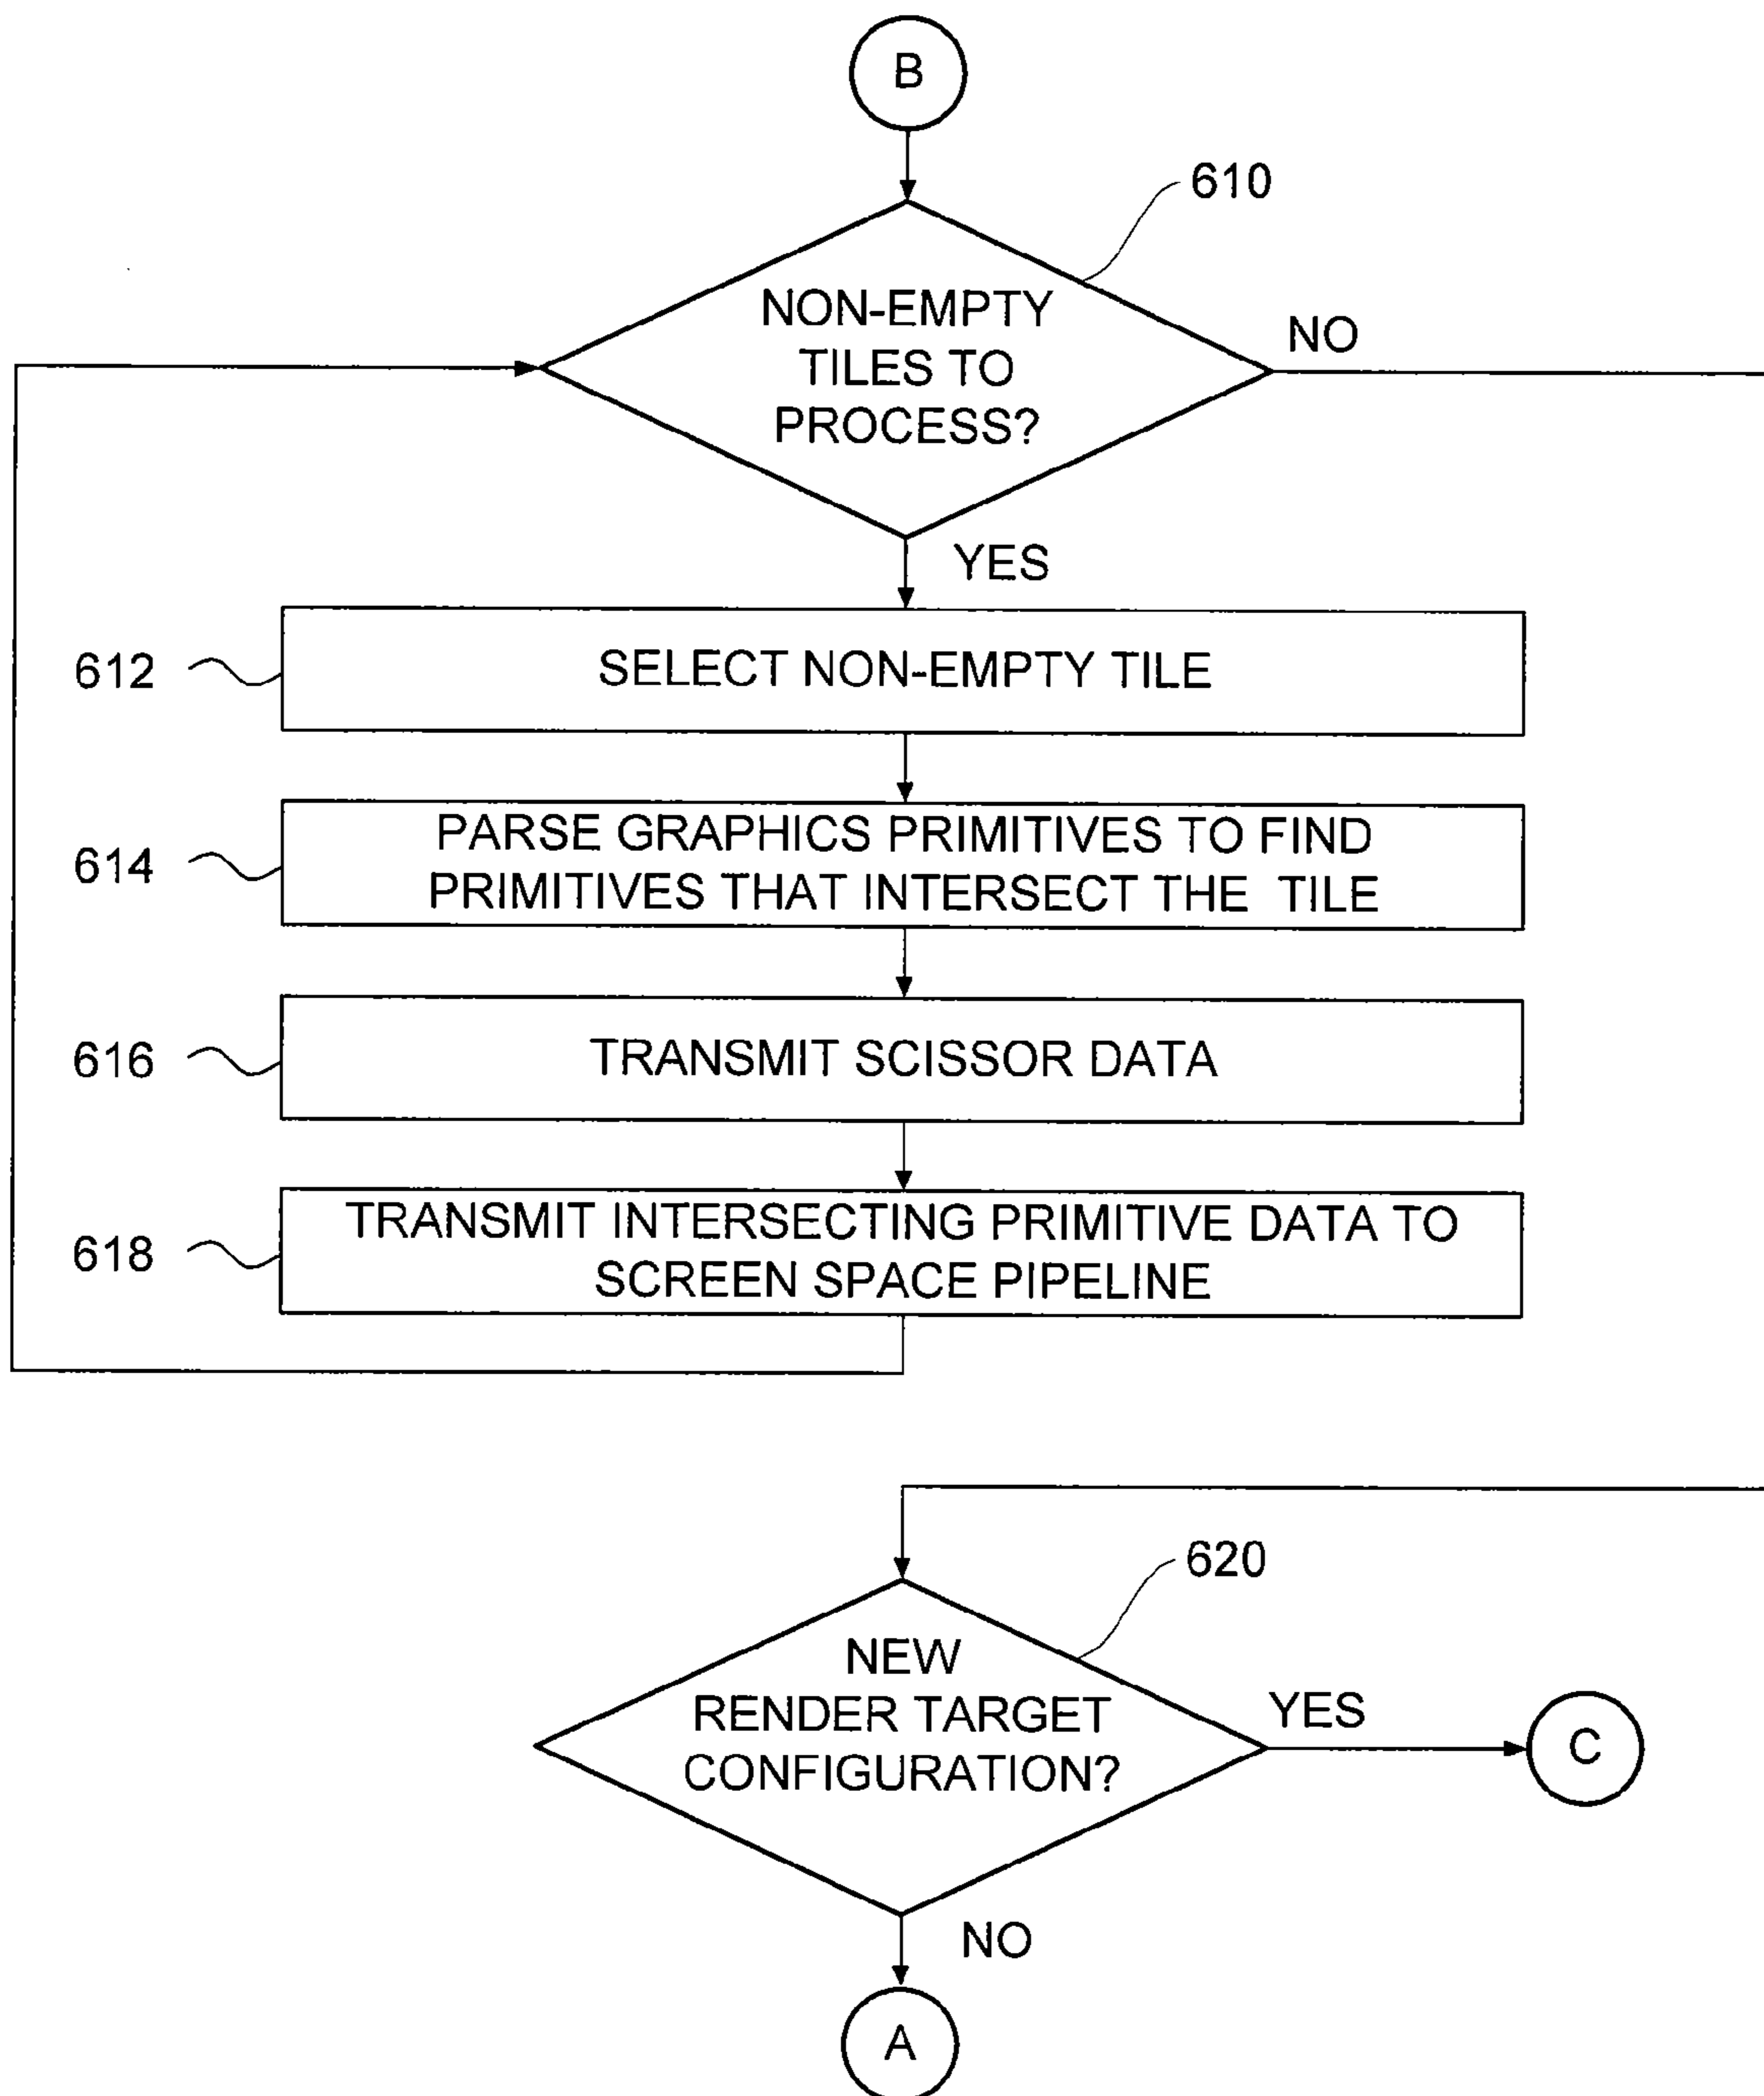 B
610
NON-EMPTY
TILES TO
PROCESS?
NO
YES
612
SELECT NON-EMPTY TILE
614
PARSE GRAPHICS PRIMITIVES TO FIND
PRIMITIVES THAT INTERSECT THE TILE
616
TRANSMIT SCISSOR DATA
618
TRANSMIT INTERSECTING PRIMITIVE DATA TO
SCREEN SPACE PIPELINE
620
NEW
RENDER TARGET
CONFIGURATION?
YES
C
NO
A